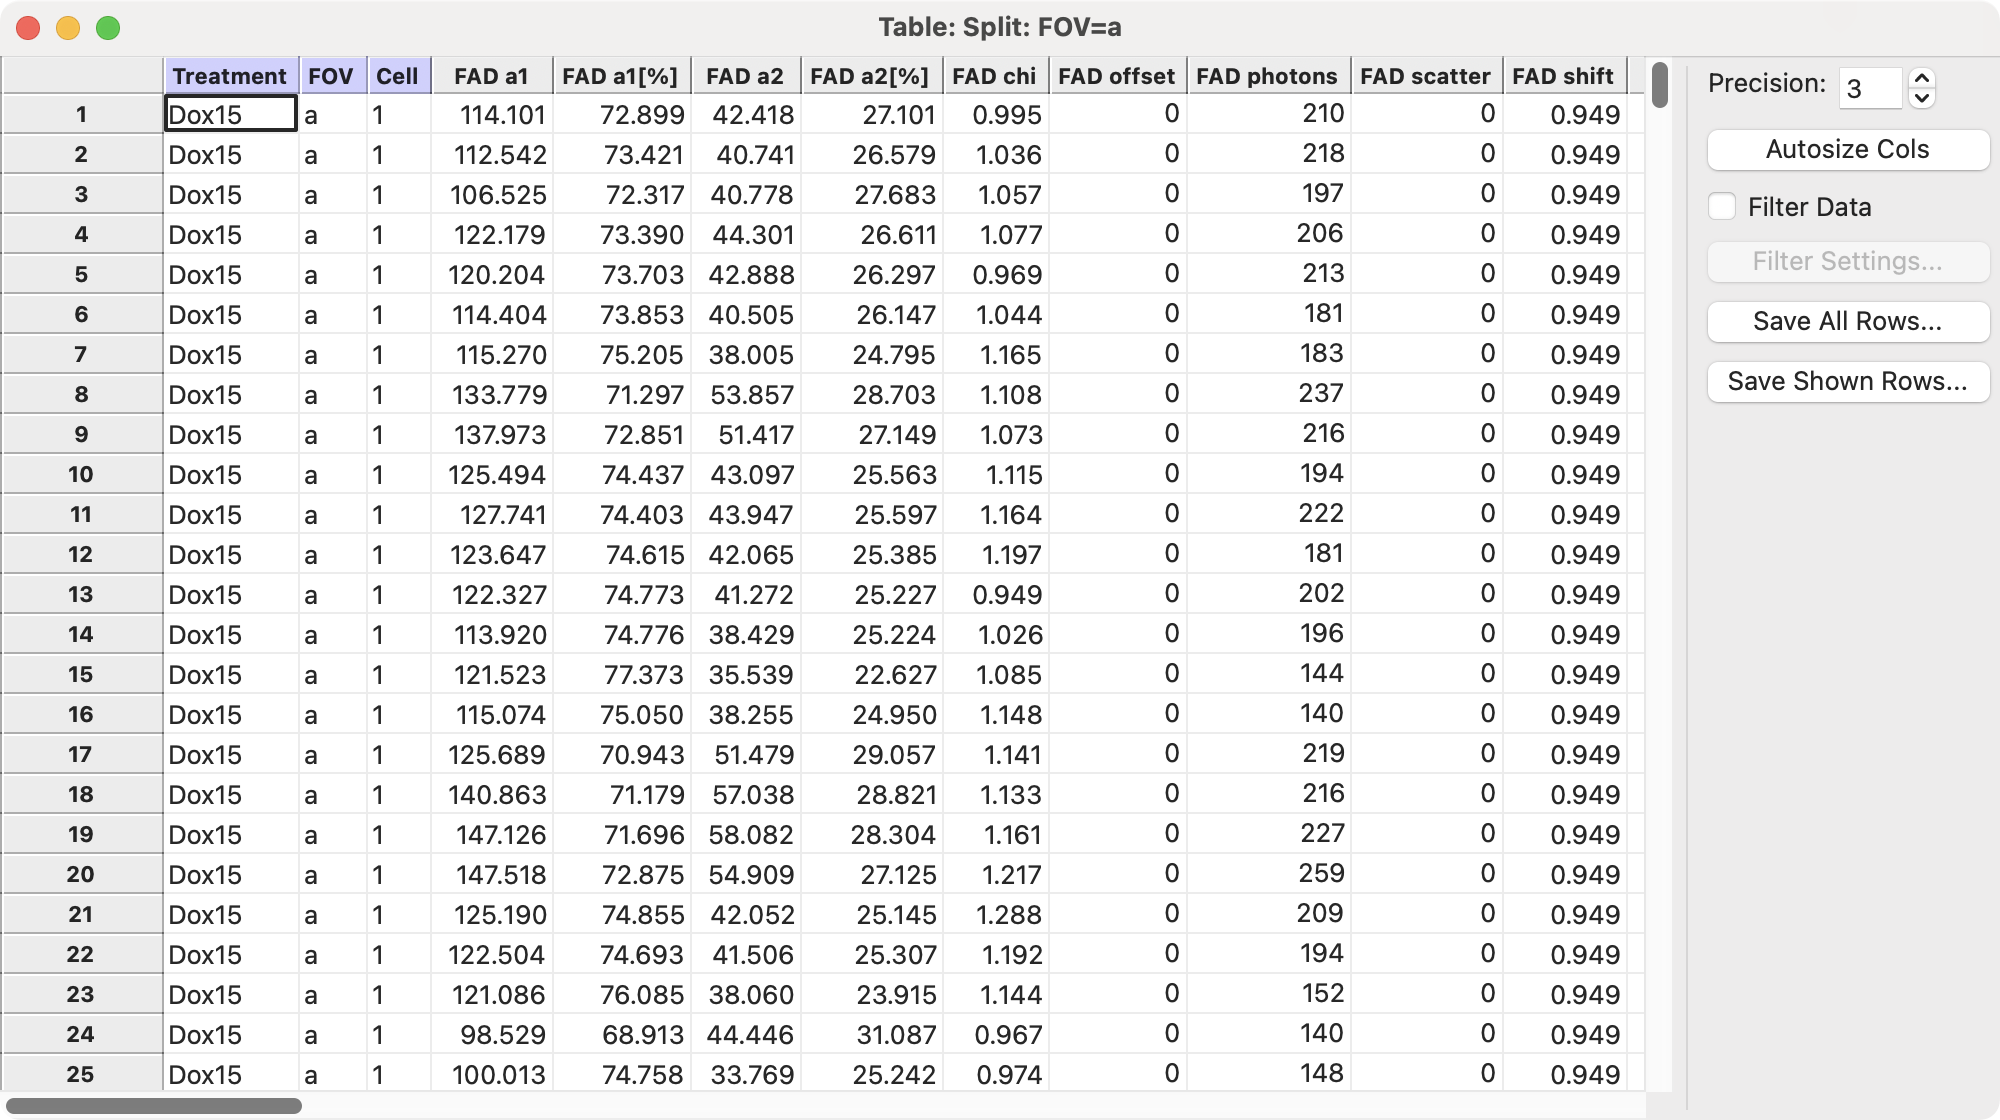 Table: Split: FOV=a
Treatment FOV Cell FAD a1 FAD a1[%] FAD a2 FAD a2[%] FAD chi FAD offset FAD photons FAD scatter FAD shift
1 Dox15 a 1 114.101 72.899 42.418 27.101 0.995 0 210 0 0.949
2 Dox15 a 1 112.542 73.421 40.741 26.579 1.036 0 218 0 0.949
3 Dox15 a 1 106.525 72.317 40.778 27.683 1.057 0 197 0 0.949
4 Dox15 a 1 122.179 73.390 44.301 26.611 1.077 0 206 0 0.949
5 Dox15 a 1 120.204 73.703 42.888 26.297 0.969 0 213 0 0.949
6 Dox15 a 1 114.404 73.853 40.505 26.147 1.044 0 181 0 0.949
7 Dox15 a 1 115.270 75.205 38.005 24.795 1.165 0 183 0 0.949
8 Dox15 a 1 133.779 71.297 53.857 28.703 1.108 0 237 0 0.949
9 Dox15 a 1 137.973 72.851 51.417 27.149 1.073 0 216 0 0.949
10 Dox15 a 1 125.494 74.437 43.097 25.563 1.115 0 194 0 0.949
11 Dox15 a 1 127.741 74.403 43.947 25.597 1.164 0 222 0 0.949
12 Dox15 a 1 123.647 74.615 42.065 25.385 1.197 0 181 0 0.949
13 Dox15 a 1 122.327 74.773 41.272 25.227 0.949 0 202 0 0.949
14 Dox15 a 1 113.920 74.776 38.429 25.224 1.026 0 196 0 0.949
15 Dox15 a 1 121.523 77.373 35.539 22.627 1.085 0 144 0 0.949
16 Dox15 a 1 115.074 75.050 38.255 24.950 1.148 0 140 0 0.949
17 Dox15 a 1 125.689 70.943 51.479 29.057 1.141 0 219 0 0.949
18 Dox15 a 1 140.863 71.179 57.038 28.821 1.133 0 216 0 0.949
19 Dox15 a 1 147.126 71.696 58.082 28.304 1.161 0 227 0 0.949
20 Dox15 a 1 147.518 72.875 54.909 27.125 1.217 0 259 0 0.949
21 Dox15 a 1 125.190 74.855 42.052 25.145 1.288 0 209 0 0.949
22 Dox15 a 1 122.504 74.693 41.506 25.307 1.192 0 194 0 0.949
23 Dox15 a 1 121.086 76.085 38.060 23.915 1.144 0 152 0 0.949
24 Dox15 a 1 98.529 68.913 44.446 31.087 0.967 0 140 0 0.949
25 Dox15 a 1 100.013 74.758 33.769 25.242 0.974 0 148 0 0.949
Precision: 3
Autosize Cols
Filter Data
Filter Settings...
Save All Rows...
Save Shown Rows...